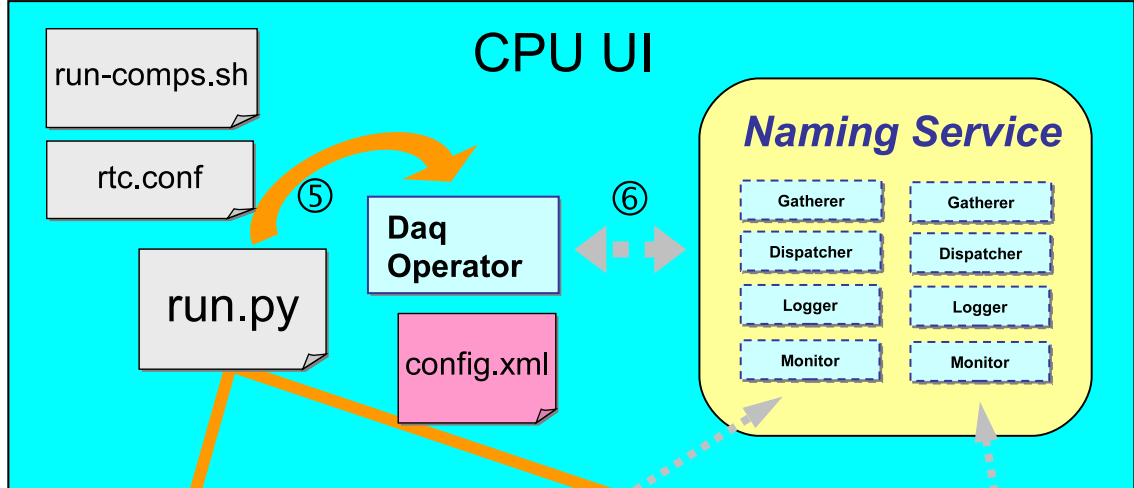 CPU UI
run-comps.sh
rtc.conf
run.py
⑤
Daq
Operator
config.xml
⑥
Naming Service
Gatherer
Dispatcher
Logger
Monitor
Gatherer
Dispatcher
Logger
Monitor